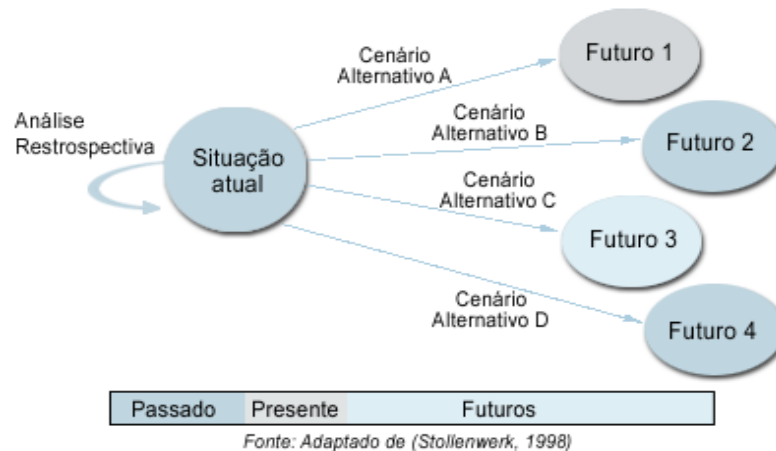 Cenário
Alternativo A
Futuro 1
Análise
Restrospectiva
Cenário
Alternativo B
Futuro 2
Situação
atual
Cenário
Alternativo C
Futuro 3
Cenário
Alternativo D
Futuro 4
Passado
Presente
Futuros
Fonte: Adaptado de (Stollenwerk, 1998)